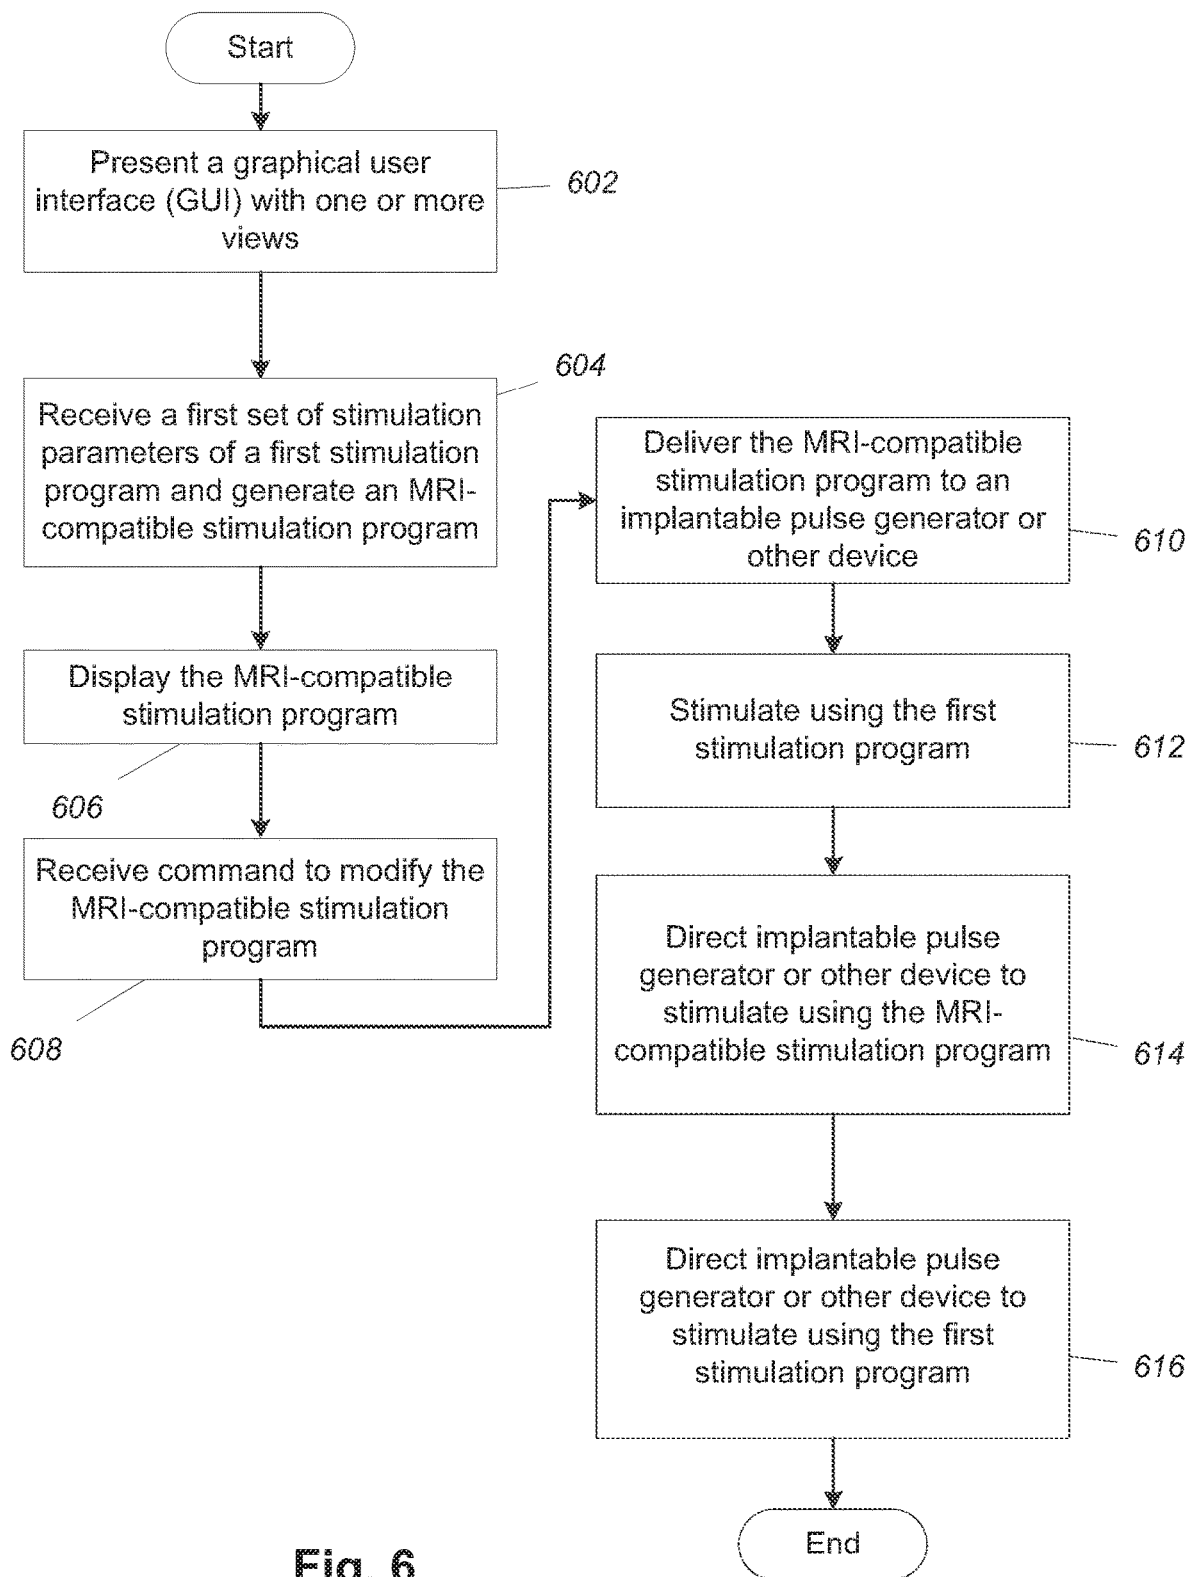 Start
Present a graphical user
interface (GUI) with one or more
views
602
604
Receive a first set of stimulation
parameters of a first stimulation
program and generate an MRI-
compatible stimulation program
Display the MRI-compatible
stimulation program
606
Receive command to modify the
MRI-compatible stimulation
program
608
Deliver the MRI-compatible
stimulation program to an
implantable pulse generator or
other device
610
Stimulate using the first
stimulation program
612
Direct implantable pulse
generator or other device to
stimulate using the MRI-
compatible stimulation program
614
Direct implantable pulse
generator or other device to
stimulate using the first
stimulation program
616
End
Fig. 6